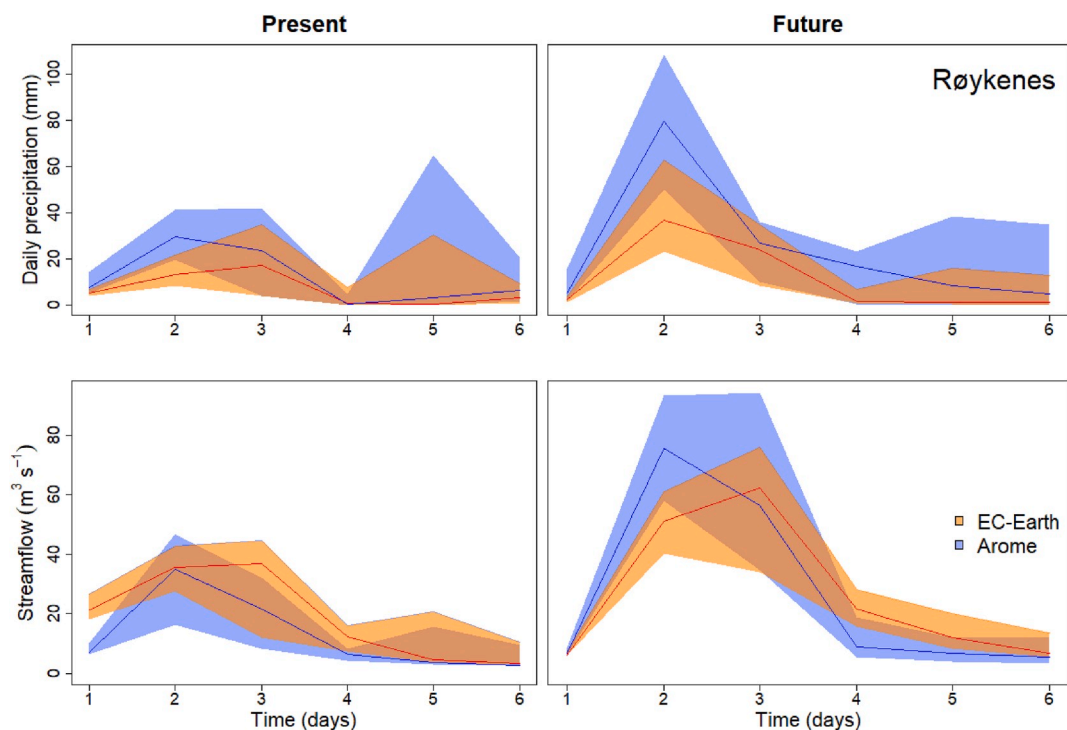 Present
Future
Daily precipitation (mm)
100
80
60
40
20
0
Røykenes
1 2 3 4 5 6
1 2 3 4 5 6
Streamflow (m³ s⁻¹)
80
60
40
20
0
EC-Earth
Arome
1 2 3 4 5 6
1 2 3 4 5 6
Time (days)
Time (days)